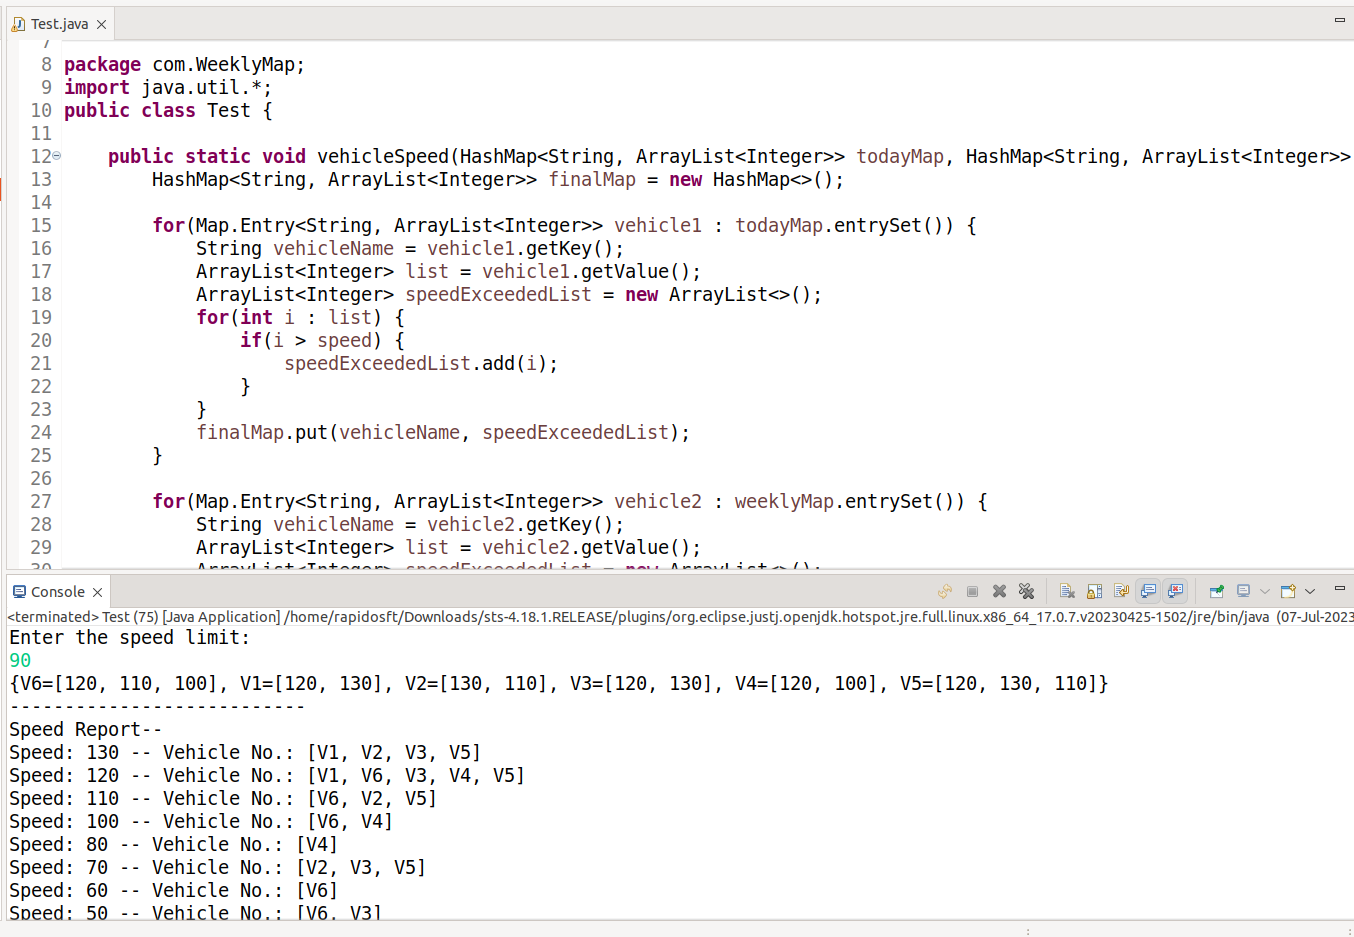 Test.java
7
8 package com.WeeklyMap;
9 import java.util.*;
10 public class Test {
11
12 public static void vehicleSpeed(HashMap<String, ArrayList<Integer>> todayMap, HashMap<String, ArrayList<Integer>>
13 HashMap<String, ArrayList<Integer>> finalMap = new HashMap<>();
14
15 for(Map.Entry<String, ArrayList<Integer>> vehicle1 : todayMap.entrySet()) {
16 String vehicleName = vehicle1.getKey();
17 ArrayList<Integer> list = vehicle1.getValue();
18 ArrayList<Integer> speedExceededList = new ArrayList<>();
19 for(int i : list) {
20 if(i > speed) {
21 speedExceededList.add(i);
22 }
23 }
24 finalMap.put(vehicleName, speedExceededList);
25 }
26
27 for(Map.Entry<String, ArrayList<Integer>> vehicle2 : weeklyMap.entrySet()) {
28 String vehicleName = vehicle2.getKey();
29 ArrayList<Integer> list = vehicle2.getValue();
30 ArrayList<Integer> speedExceededList = new ArrayList<>();
Console
<terminated> Test (75) [Java Application] /home/rapidosft/Downloads/sts-4.18.1.RELEASE/plugins/org.eclipse.justj.openjdk.hotspot.jre.full.linux.x86_64_17.0.7.v20230425-1502/jre/bin/java (07-Jul-2023
Enter the speed limit:
90
{V6=[120, 110, 100], V1=[120, 130], V2=[130, 110], V3=[120, 130], V4=[120, 100], V5=[120, 130, 110]}
---------------------------
Speed Report--
Speed: 130 -- Vehicle No.: [V1, V2, V3, V5]
Speed: 120 -- Vehicle No.: [V1, V6, V3, V4, V5]
Speed: 110 -- Vehicle No.: [V6, V2, V5]
Speed: 100 -- Vehicle No.: [V6, V4]
Speed: 80 -- Vehicle No.: [V4]
Speed: 70 -- Vehicle No.: [V2, V3, V5]
Speed: 60 -- Vehicle No.: [V6]
Speed: 50 -- Vehicle No.: [V6, V3]